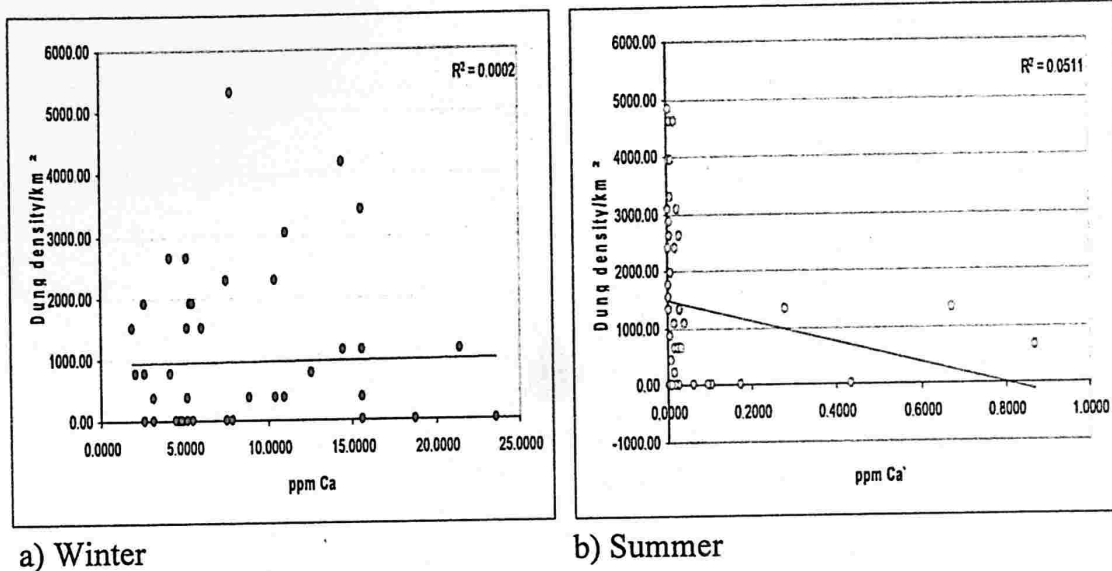 6000.00
5000.00
4000.00
3000.00
2000.00
1000.00
0.00
Dung density/km²
R² = 0.0002
0.0000 5.0000 10.0000 15.0000 20.0000 25.0000
ppm Ca
a) Winter
6000.00
5000.00
4000.00
3000.00
2000.00
1000.00
0.00
-1000.00
Dung density/km²
R² = 0.0511
0.0000 0.2000 0.4000 0.6000 0.8000 1.0000
ppm Ca`
b) Summer